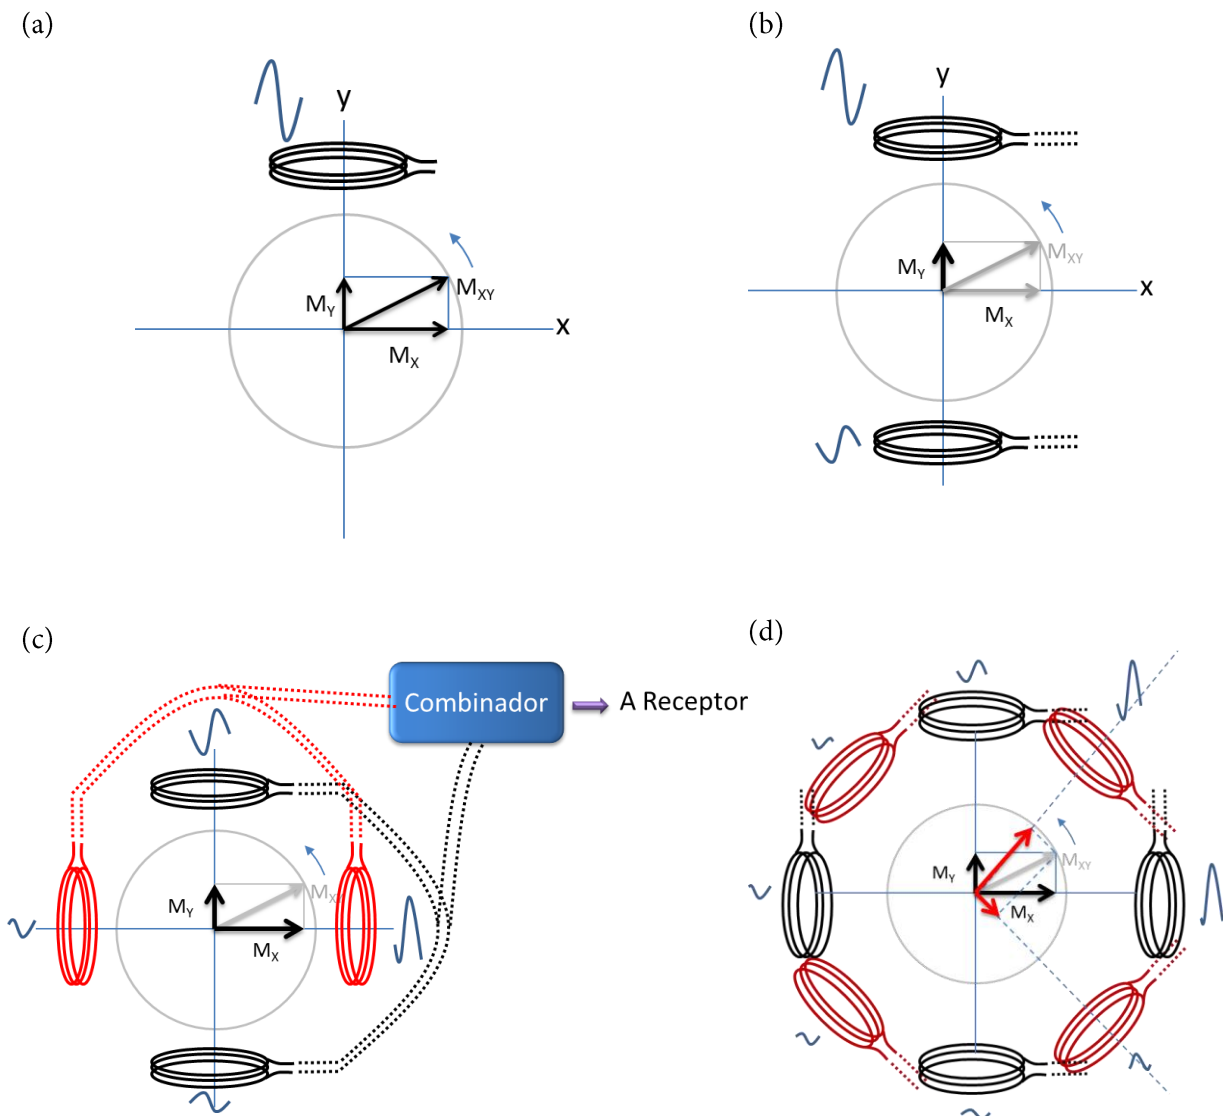 (a)
y
M_Y
M_XY
M_X
x
(b)
y
M_Y
M_XY
M_X
x
(c)
Combinador
A Receptor
M_Y
M_X
(d)
M_Y
M_XY
M_X